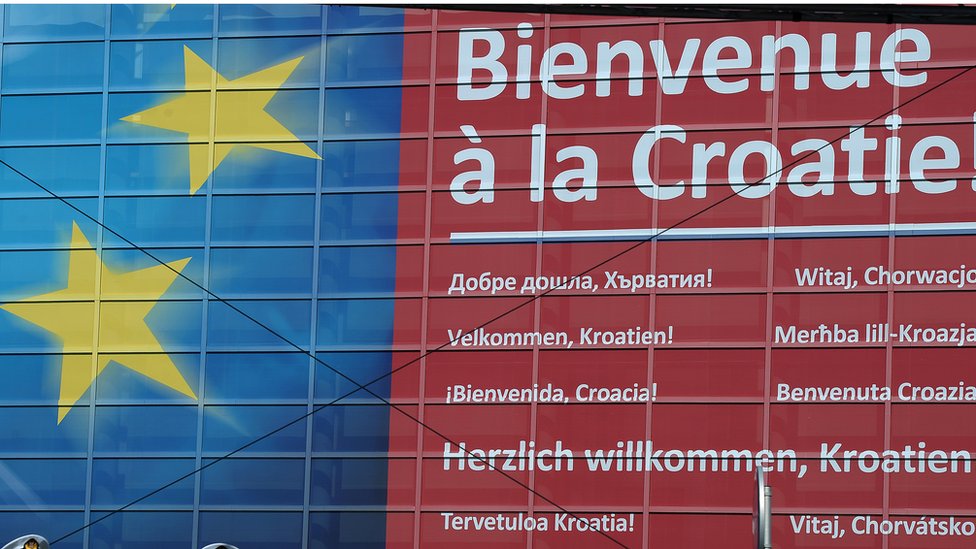 Bienvenue
à la Croatie.
Добре дошла, Хърватия! Witaj, Chorwacjo
Velkommen, Kroatien! Merħba lill-Kroazja
¡Bienvenida, Croacia! Benvenuta Croazia
Herzlich willkommen, Kroatien
Tervetuloa Kroatia! Vitaj, Chorvátsko